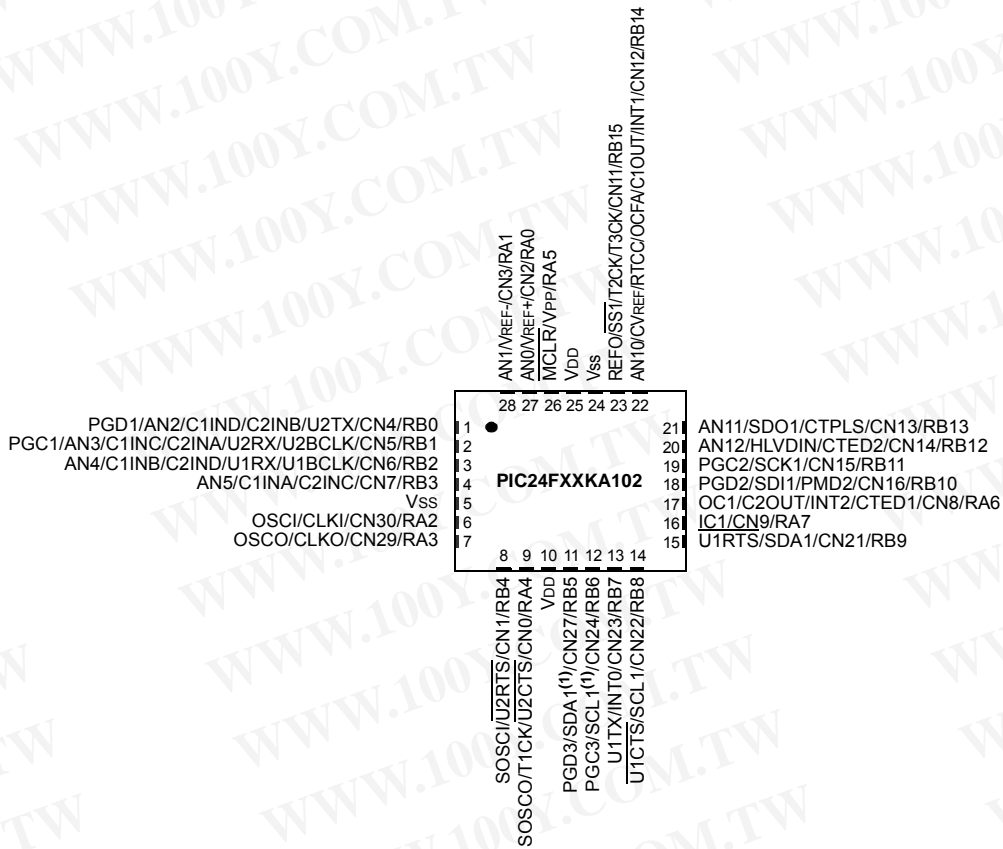 WWW.100Y.COM.TW
AN1/VREF-/CN3/RA1
AN0/VREF+/CN2/RA0
MCLR/VPP/RA5
VDD
Vss
REFO/SS1/T2CK/T3CK/CN11/RB15
AN10/CVREF/RTCC/OCFA/C1OUT/INT1/CN12/RB14
28 27 26 25 24 23 22
PGD1/AN2/C1IND/C2INB/U2TX/CN4/RB0 1
PGC1/AN3/C1INC/C2INA/U2RX/U2BCLK/CN5/RB1 2
AN4/C1INB/C2IND/U1RX/U1BCLK/CN6/RB2 3
AN5/C1INA/C2INC/CN7/RB3 4
VSS 5
OSCI/CLKI/CN30/RA2 6
OSCO/CLKO/CN29/RA3 7
PIC24FXXKA102
21 AN11/SDO1/CTPLS/CN13/RB13
20 AN12/HLVDIN/CTED2/CN14/RB12
19 PGC2/SCK1/CN15/RB11
18 PGD2/SDI1/PMD2/CN16/RB10
17 OC1/C2OUT/INT2/CTED1/CN8/RA6
16 IC1/CN9/RA7
15 U1RTS/SDA1/CN21/RB9
8 9 10 11 12 13 14
SOSCI/U2RTS/CN1/RB4
SOSCO/T1CK/U2CTS/CN0/RA4
VDD
PGD3/SDA1(1)/CN27/RB5
PGC3/SCL1(1)/CN24/RB6
U1TX/INT0/CN23/RB7
U1CTS/SCL1/CN22/RB8